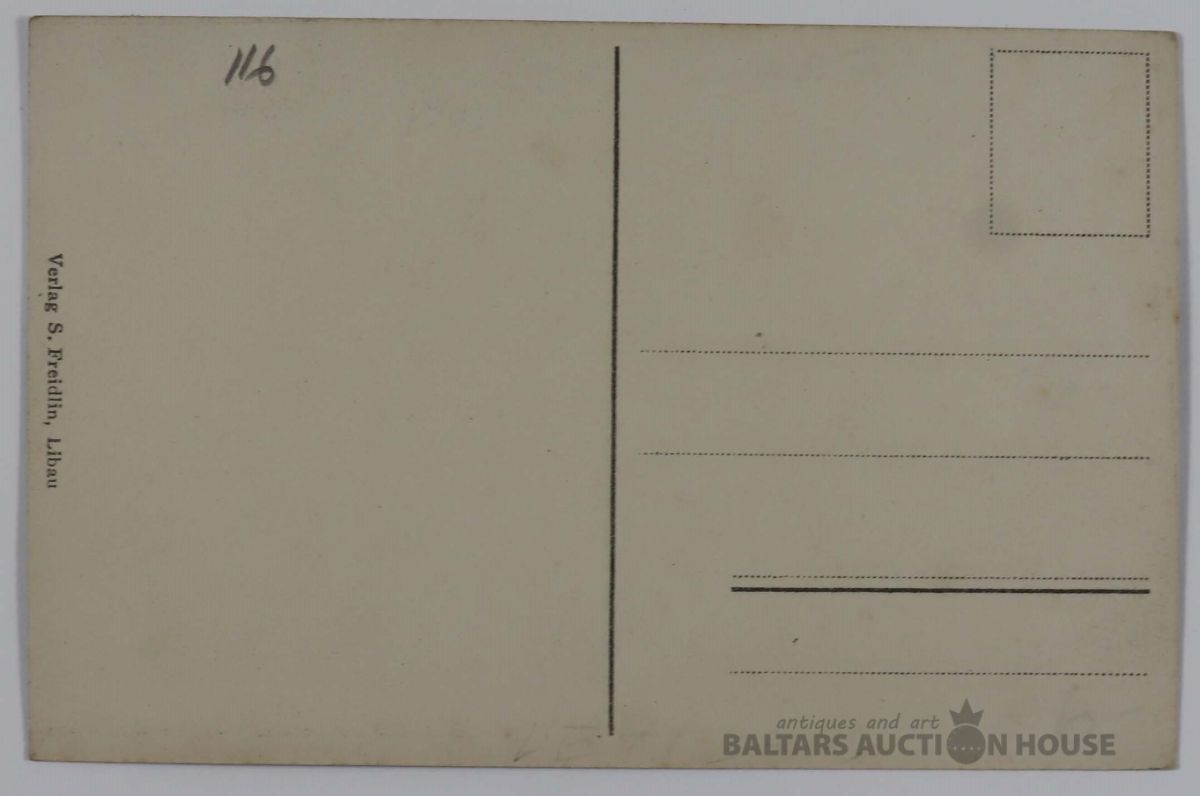 116
Verlag S. Freidlin, Libau
antiques and art
BALTARS AUCTION HOUSE